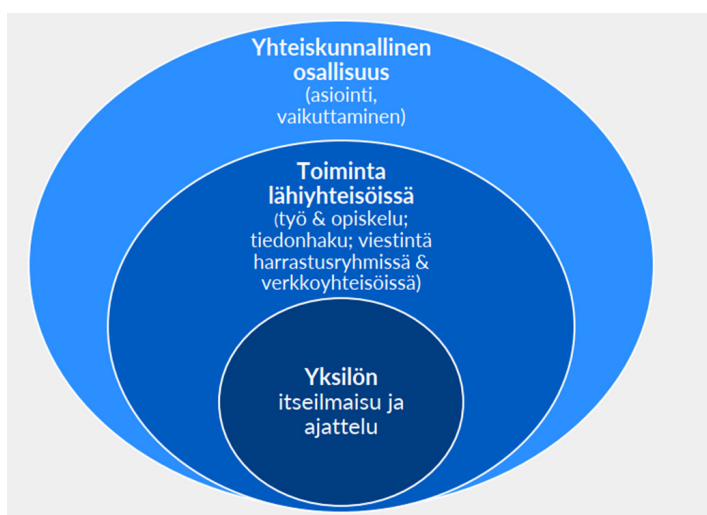 Yhteiskunnallinen
osallisuus
(asiointi,
vaikuttaminen)
Toiminta
lähiyhteisöissä
(työ & opiskelu;
tiedonhaku; viestintä
harrastusryhmissä &
verkkoyhteisöissä)
Yksilön
itseilmaisu ja
ajattelu